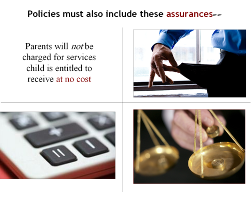 Policies must also include these assurances
Parents will not be
charged for services
child is entitled to
receive at no cost